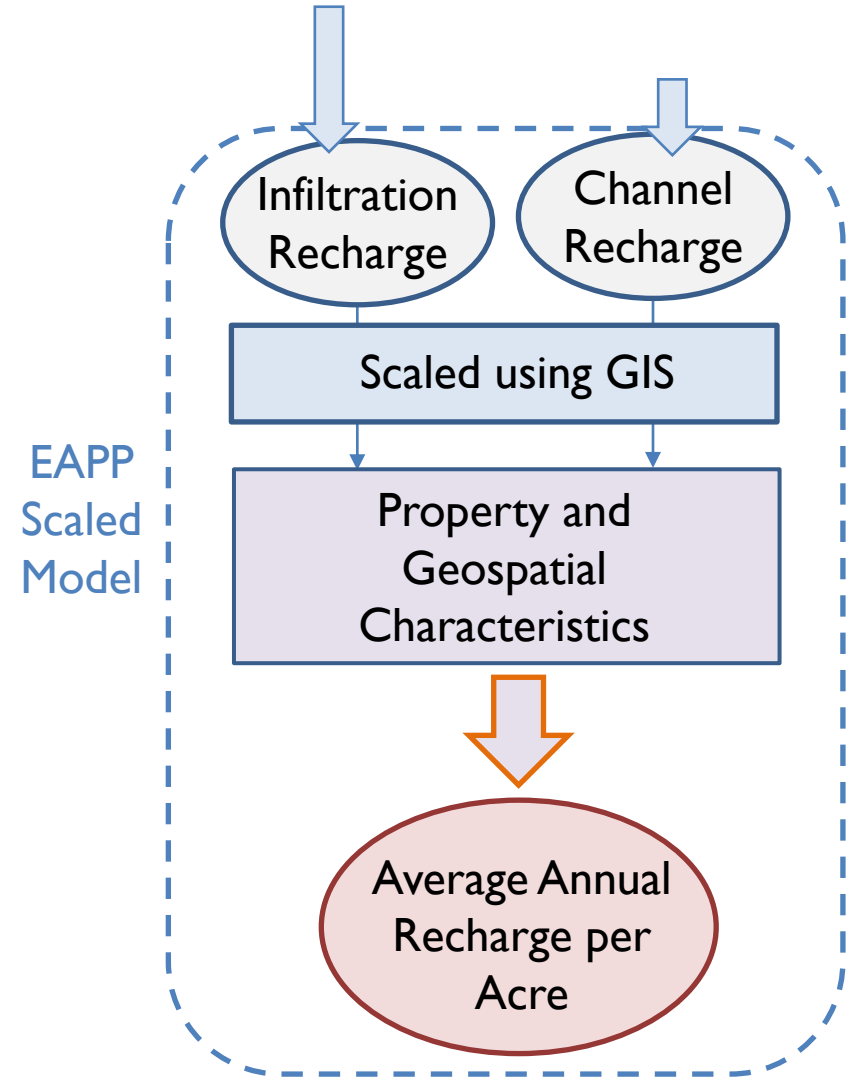 Infiltration
Recharge
Channel
Recharge
Scaled using GIS
EAPP
Scaled
Model
Property and
Geospatial
Characteristics
Average Annual
Recharge per
Acre